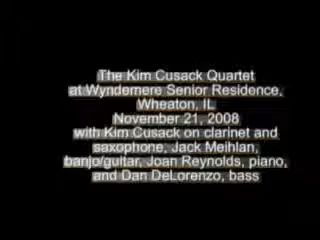 The Kim Cusack Quartet
at Wyndemere Senior Residence,
Wheaton, IL
November 21, 2008
with Kim Cusack on clarinet and
saxophone, Jack Meihlan,
banjo/guitar, Joan Reynolds, piano,
and Dan DeLorenzo, bass